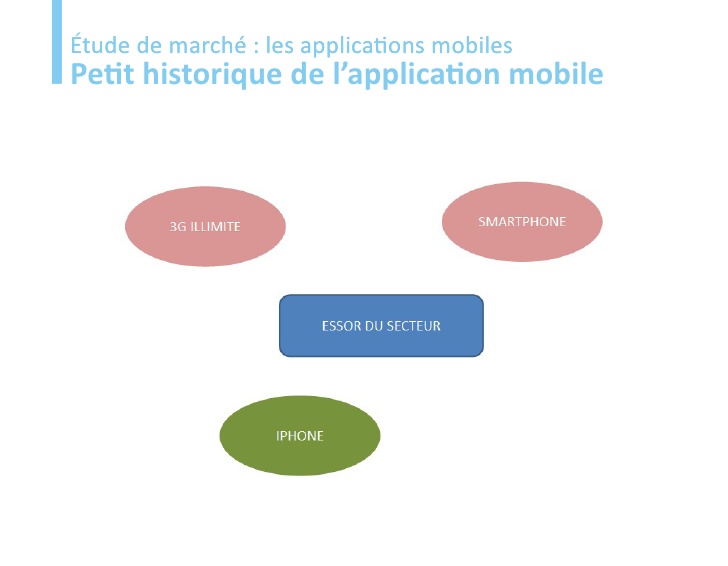 Étude de marché : les applications mobiles
Petit historique de l’application mobile
3G ILLIMITE
SMARTPHONE
ESSOR DU SECTEUR
IPHONE